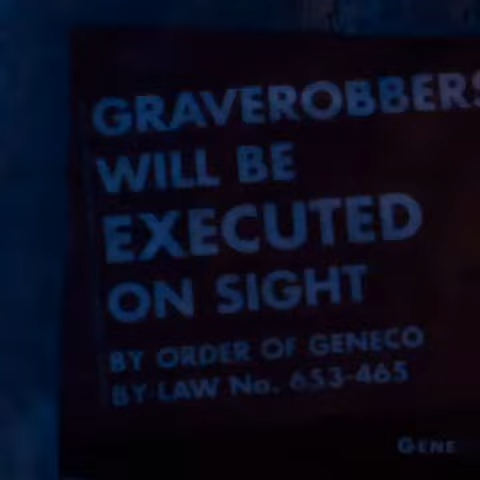 GRAVEROBBERS
WILL BE
EXECUTED
ON SIGHT
BY ORDER OF GENECO
BY LAW No. 653-465
GENE